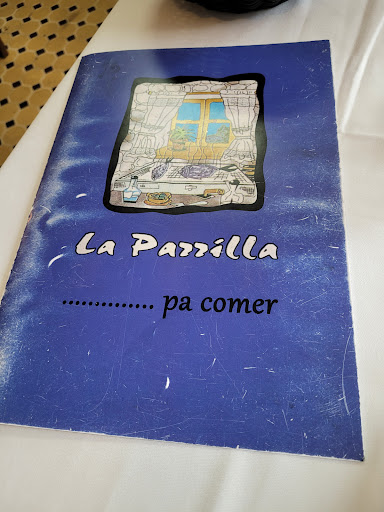 La Parrilla
.............. pa comer